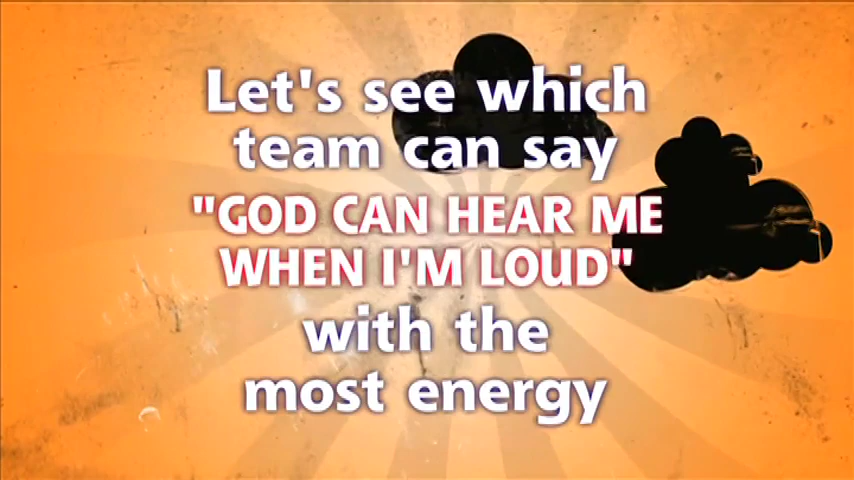 Let's see which
team can say
"GOD CAN HEAR ME
WHEN I'M LOUD"
with the
most energy